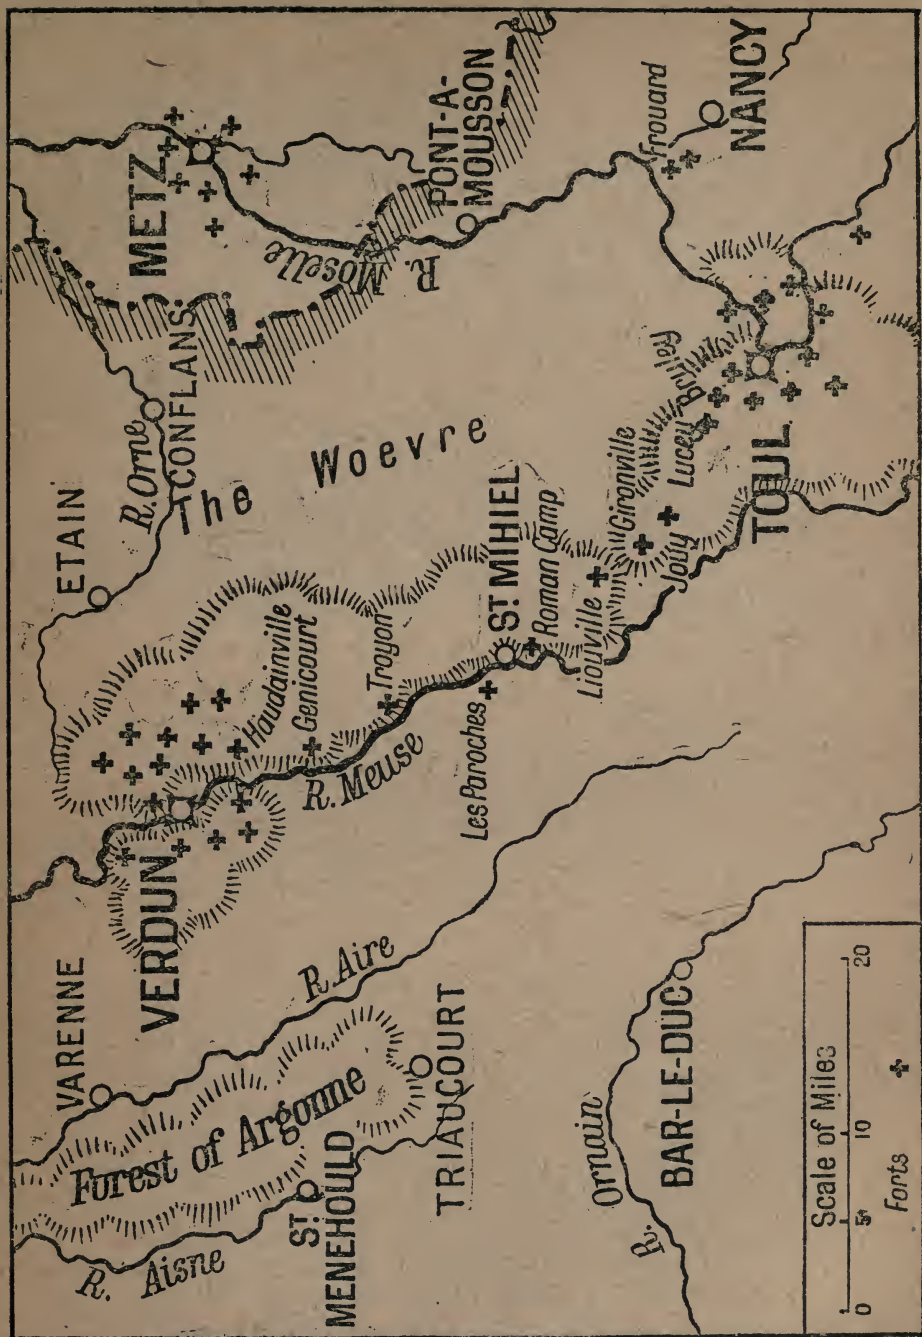 VARENNE
ETAIN
METZ
VERDUN
R. Orne
CONFLANS
R. Moselle
PONT-A-
MOUSSON
Forest of Argonne
R. Aisne
ST
MENEHOULD
R. Aire
TRIAUCOURT
R. Meuse
Haudainville
Genicourt
Troyon
The Woevre
Les Paroches
ST MIHIEL
Roman Camp
Liouville
Gironville
Jouy
Lucey
Bruley
TOUL
Frouard
NANCY
R. Ornain
BAR-LE-DUC
Scale of Miles
0 5 10 20
Forts